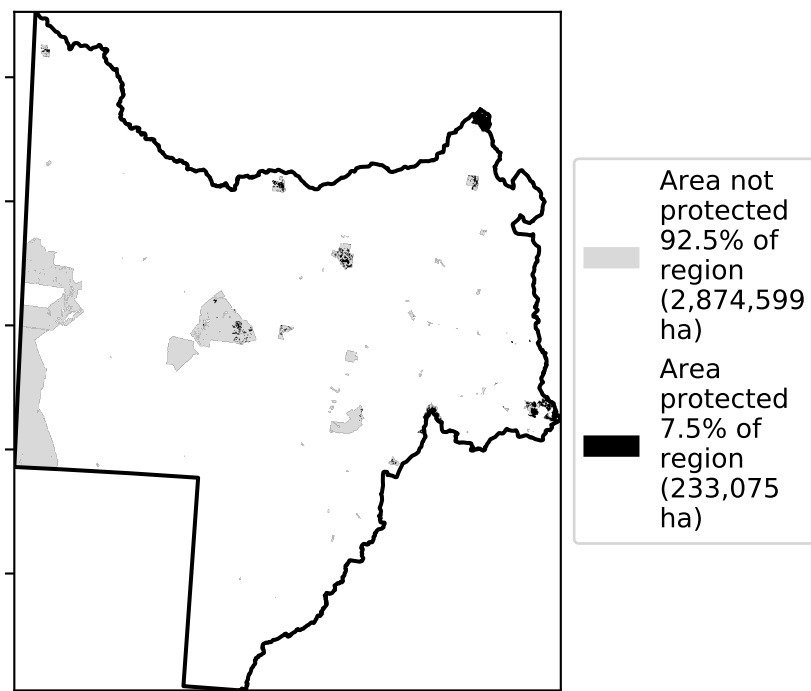 Area not
protected
92.5% of
region
(2,874,599
ha)
Area
protected
7.5% of
region
(233,075
ha)